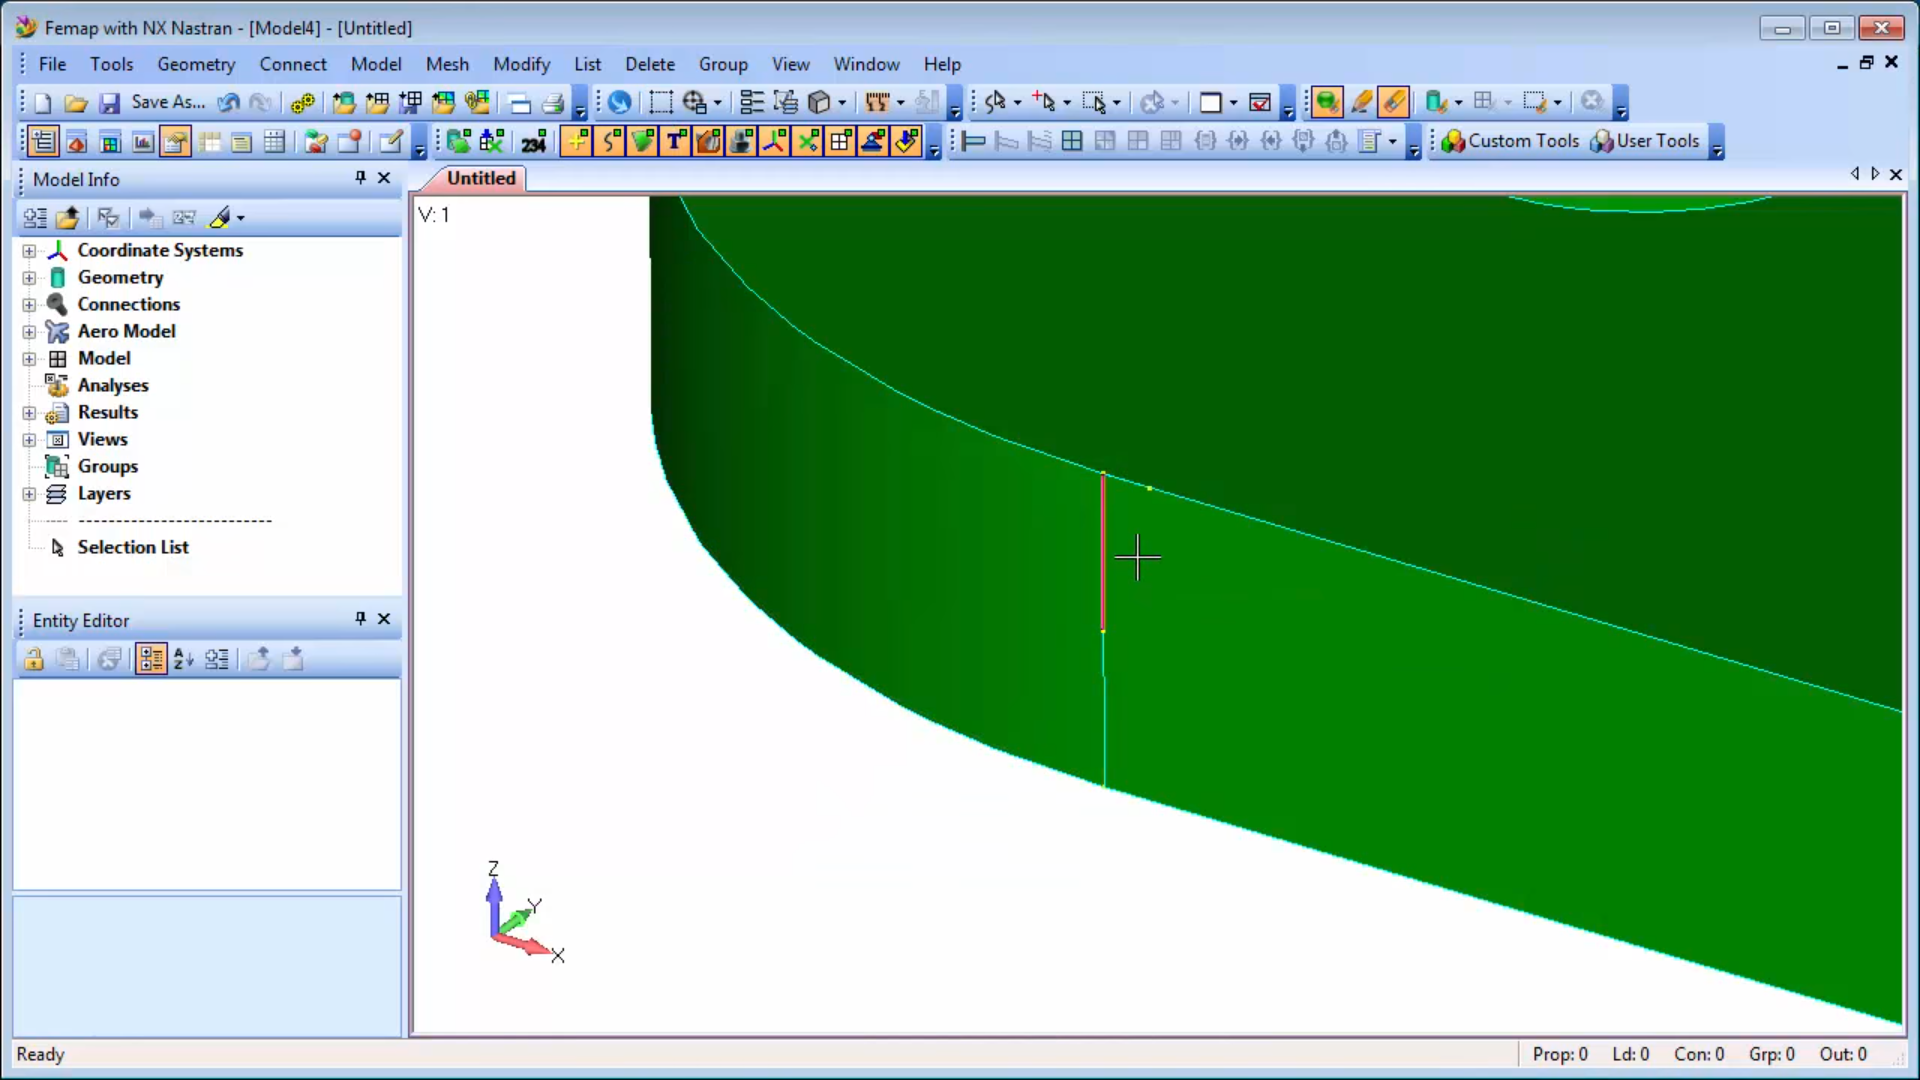 Femap with NX Nastran - [Model4] - [Untitled]
File Tools Geometry Connect Model Mesh Modify List Delete Group View Window Help
Save As...
234 T Custom Tools User Tools
Model Info
Untitled
V: 1
Coordinate Systems
Geometry
Connections
Aero Model
Model
Analyses
Results
Views
Groups
Layers
---------------------------
Selection List
Entity Editor
A
Z
Z
Y
X
Ready Prop: 0 Ld: 0 Con: 0 Grp: 0 Out: 0